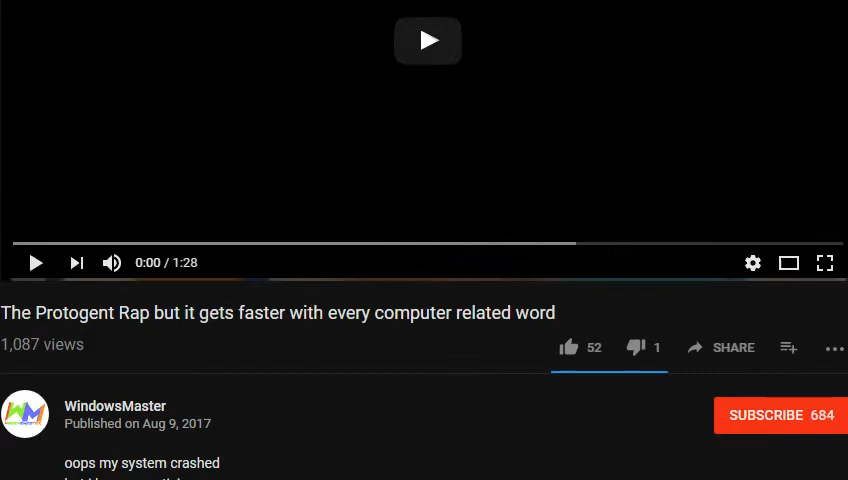 0:00 / 1:28
The Protogent Rap but it gets faster with every computer related word
1,087 views
52
1
SHARE
WM
WindowsMaster
Published on Aug 9, 2017
SUBSCRIBE 684
oops my system crashed